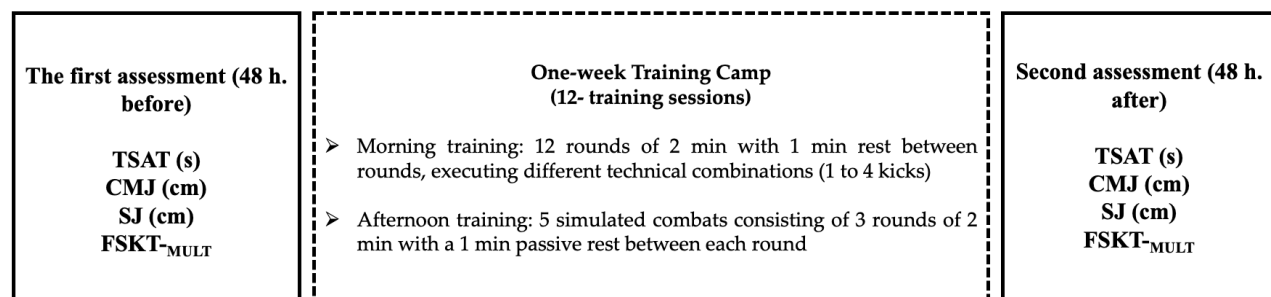 The first assessment (48 h.
before)
TSAT (s)
CMJ (cm)
SJ (cm)
FSKT-MULT
One-week Training Camp
(12- training sessions)
➢ Morning training: 12 rounds of 2 min with 1 min rest between
rounds, executing different technical combinations (1 to 4 kicks)
➢ Afternoon training: 5 simulated combats consisting of 3 rounds of 2
min with a 1 min passive rest between each round
Second assessment (48 h.
after)
TSAT (s)
CMJ (cm)
SJ (cm)
FSKT-MULT